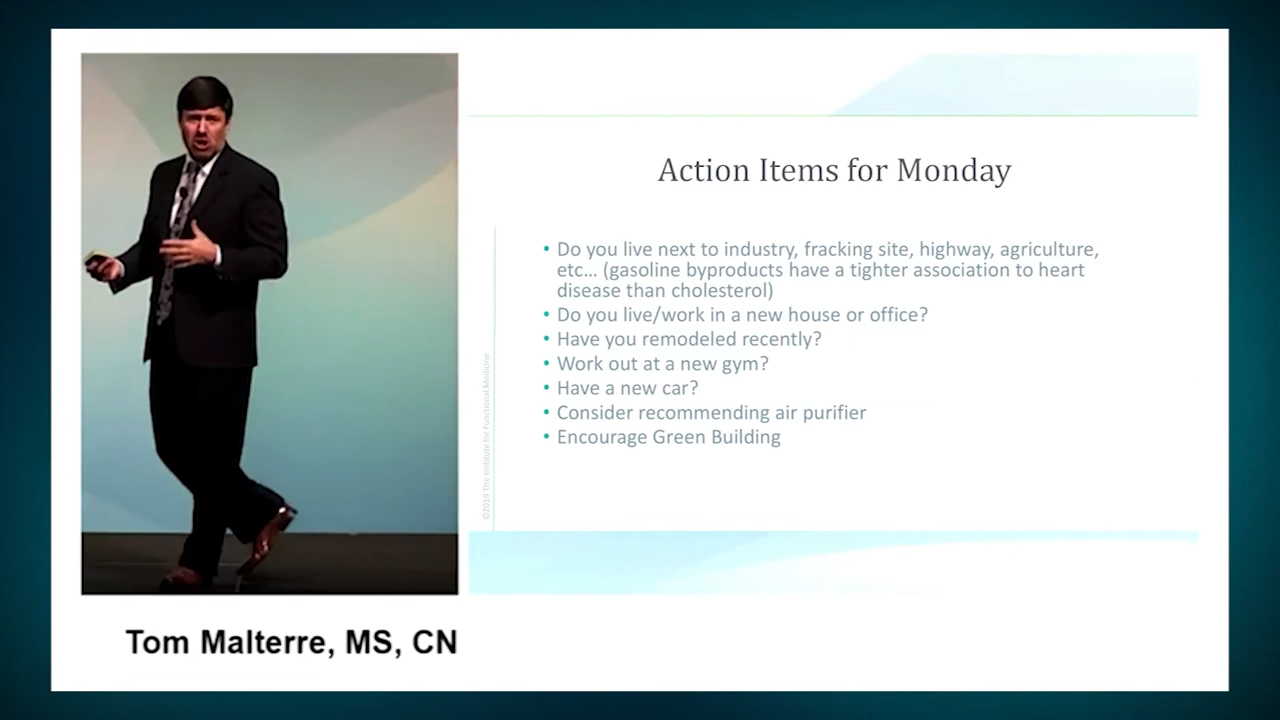 Action Items for Monday
• Do you live next to industry, fracking site, highway, agriculture,
etc... (gasoline byproducts have a tighter association to heart
disease than cholesterol)
• Do you live/work in a new house or office?
• Have you remodeled recently?
• Work out at a new gym?
• Have a new car?
• Consider recommending air purifier
• Encourage Green Building
©2019 The Institute for Functional Medicine
Tom Malterre, MS, CN